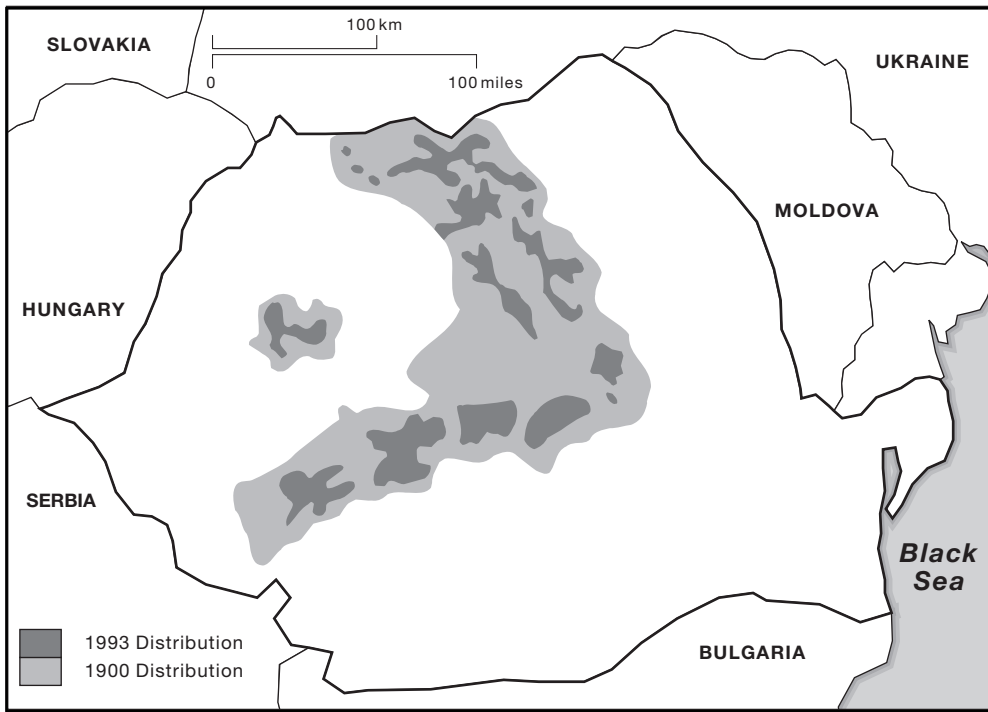 SLOVAKIA
100 km
0
100 miles
UKRAINE
MOLDOVA
HUNGARY
SERBIA
Black
Sea
1993 Distribution
1900 Distribution
BULGARIA